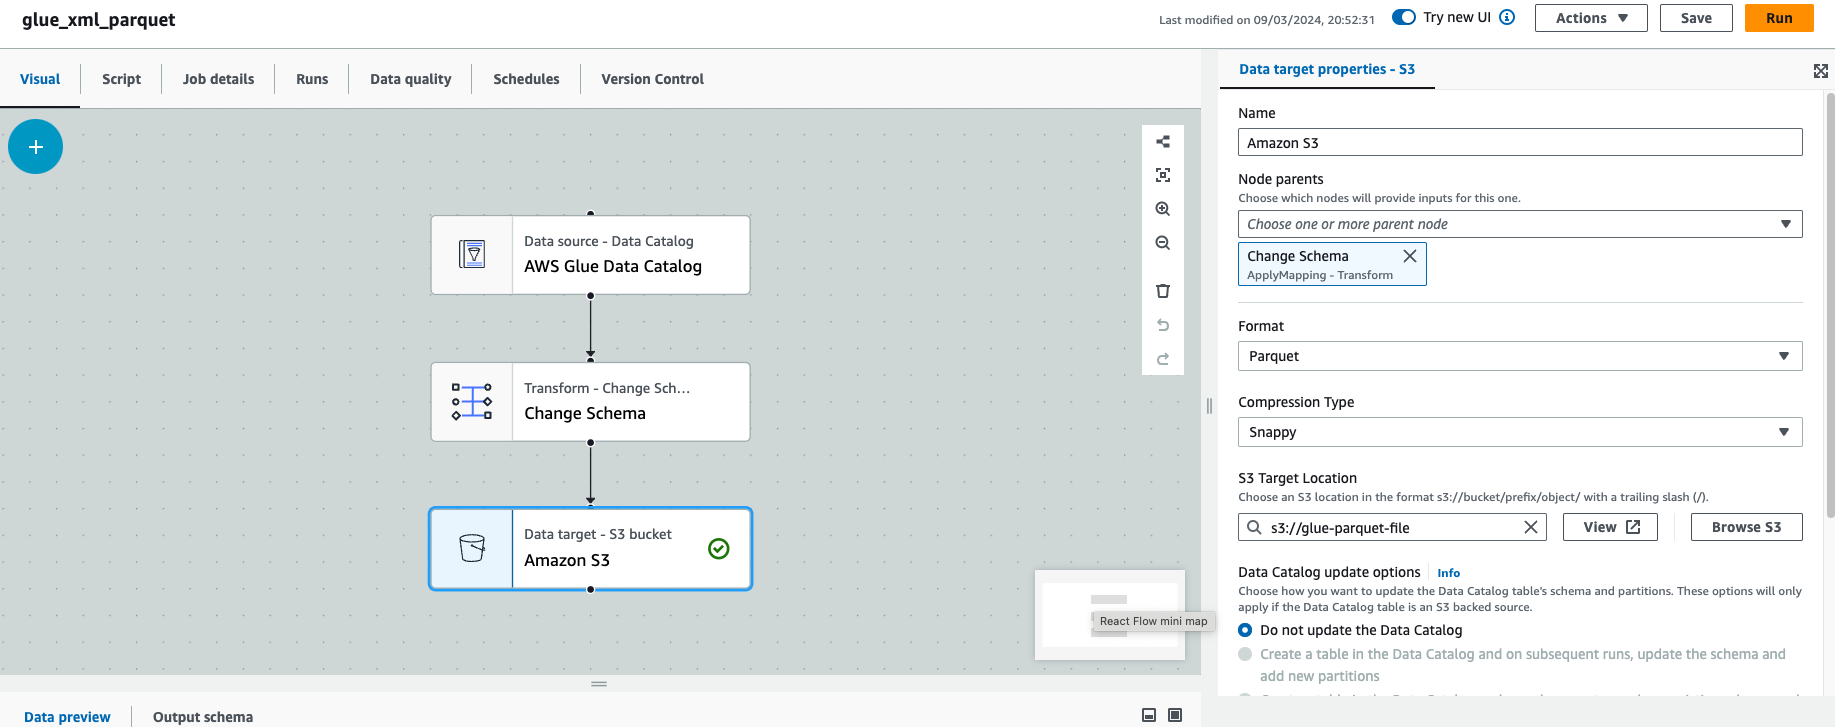 glue_xml_parquet
Last modified on 09/03/2024, 20:52:31
Try new UI
Actions
Save
Run
Visual
Script
Job details
Runs
Data quality
Schedules
Version Control
Data source - Data Catalog
AWS Glue Data Catalog
Transform - Change Sch...
Change Schema
Data target - S3 bucket
Amazon S3
React Flow mini map
Data preview
Output schema
Data target properties - S3
Name
Amazon S3
Node parents
Choose which nodes will provide inputs for this one.
Choose one or more parent node
Change Schema
ApplyMapping - Transform
Format
Parquet
Compression Type
Snappy
S3 Target Location
Choose an S3 location in the format s3://bucket/prefix/object/ with a trailing slash (/).
s3://glue-parquet-file
View
Browse S3
Data Catalog update options
Info
Choose how you want to update the Data Catalog table's schema and partitions. These options will only
apply if the Data Catalog table is an S3 backed source.
Do not update the Data Catalog
Create a table in the Data Catalog and on subsequent runs, update the schema and
add new partitions